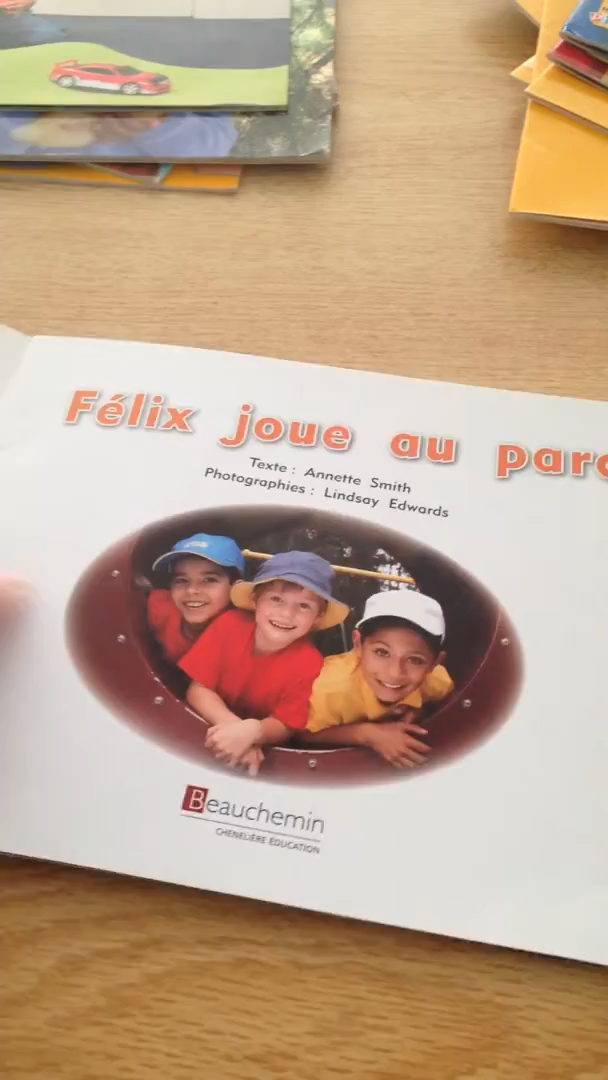 Félix joue au parc
Texte : Annette Smith
Photographies : Lindsay Edwards
Beauchemin
CHENELIÈRE ÉDUCATION